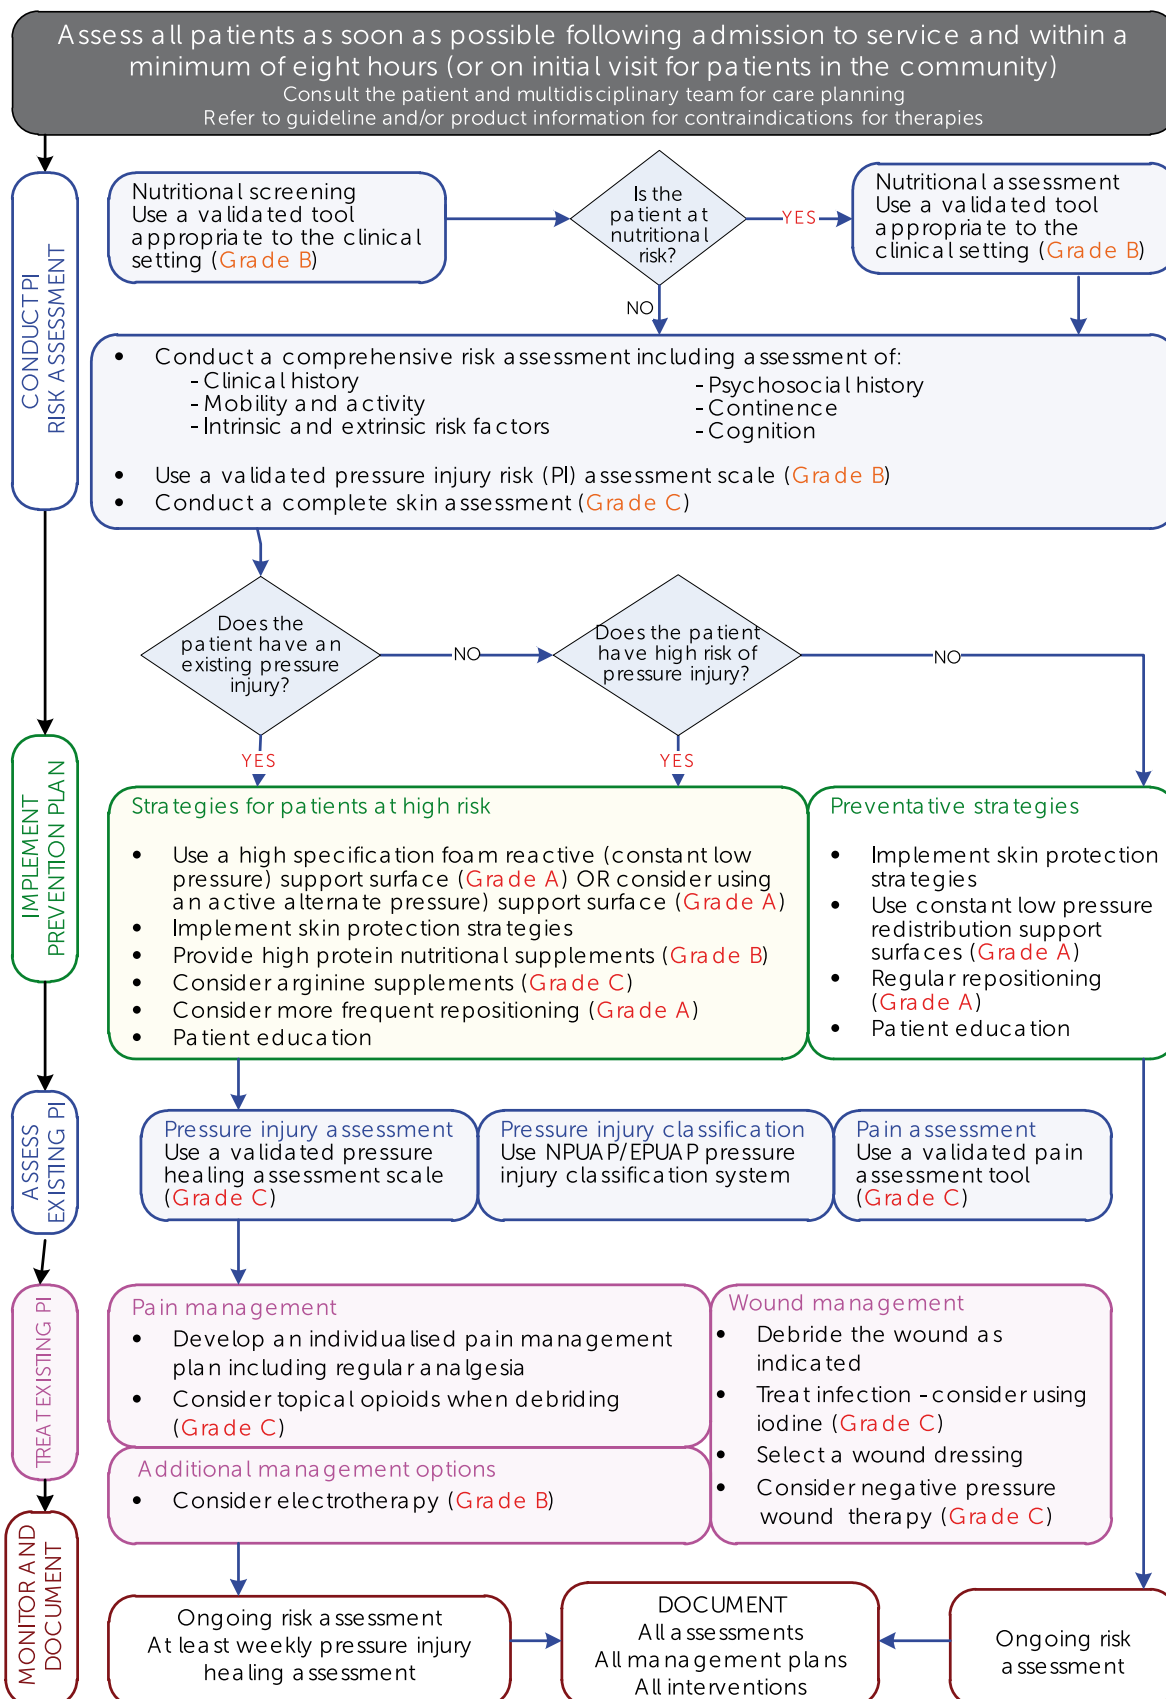 Assess all patients as soon as possible following admission to service and within a
minimum of eight hours (or on initial visit for patients in the community)
Consult the patient and multidisciplinary team for care planning
Refer to guideline and/or product information for contraindications for therapies
CONDUCT PI
RISK ASSESSMENT
Nutritional screening
Use a validated tool
appropriate to the clinical
setting (Grade B)
Is the
patient at
nutritional
risk?
YES
Nutritional assessment
Use a validated tool
appropriate to the
clinical setting (Grade B)
NO
• Conduct a comprehensive risk assessment including assessment of:
- Clinical history
- Mobility and activity
- Intrinsic and extrinsic risk factors
- Psychosocial history
- Continence
- Cognition
• Use a validated pressure injury risk (PI) assessment scale (Grade B)
• Conduct a complete skin assessment (Grade C)
Does the
patient have an
existing pressure
injury?
NO
Does the patient
have high risk of
pressure injury?
NO
YES
YES
IMPLEMENT
PREVENTION PLAN
Strategies for patients at high risk
• Use a high specification foam reactive (constant low
pressure) support surface (Grade A) OR consider using
an active alternate pressure) support surface (Grade A)
• Implement skin protection strategies
• Provide high protein nutritional supplements (Grade B)
• Consider arginine supplements (Grade C)
• Consider more frequent repositioning (Grade A)
• Patient education
Preventative strategies
• Implement skin protection
strategies
• Use constant low pressure
redistribution support
surfaces (Grade A)
• Regular repositioning
(Grade A)
• Patient education
ASSESS
EXISTING PI
Pressure injury assessment
Use a validated pressure
healing assessment scale
(Grade C)
Pressure injury classification
Use NPUAP/EPUAP pressure
injury classification system
Pain assessment
Use a validated pain
assessment tool
(Grade C)
TREAT EXISTING PI
Pain management
• Develop an individualised pain management
plan including regular analgesia
• Consider topical opioids when debriding
(Grade C)
Additional management options
• Consider electrotherapy (Grade B)
Wound management
• Debride the wound as
indicated
• Treat infection - consider using
iodine (Grade C)
• Select a wound dressing
• Consider negative pressure
wound therapy (Grade C)
MONITOR AND
DOCUMENT
Ongoing risk assessment
At least weekly pressure injury
healing assessment
DOCUMENT
All assessments
All management plans
All interventions
Ongoing risk
assessment